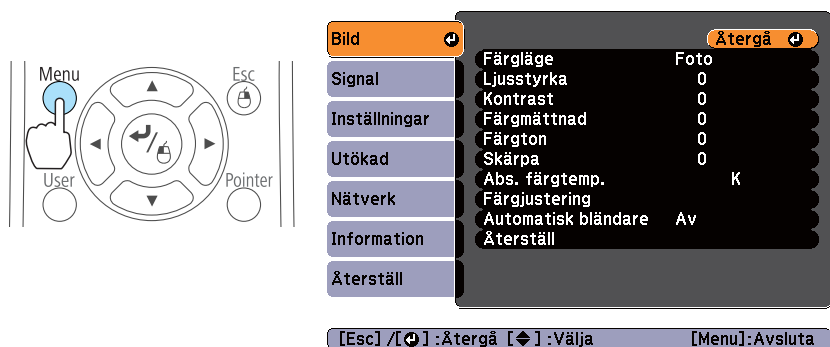 Menu
Esc
User
Pointer
Bild
Signal
Inställningar
Utökad
Nätverk
Information
Återställ
Återgå
Färgläge Foto
Ljusstyrka 0
Kontrast 0
Färgmättnad 0
Färgton 0
Skärpa 0
Abs. färgtemp. K
Färgjustering
Automatisk bländare Av
Återställ
[Esc] /[ ] :Återgå [ ] :Välja [Menu]:Avsluta